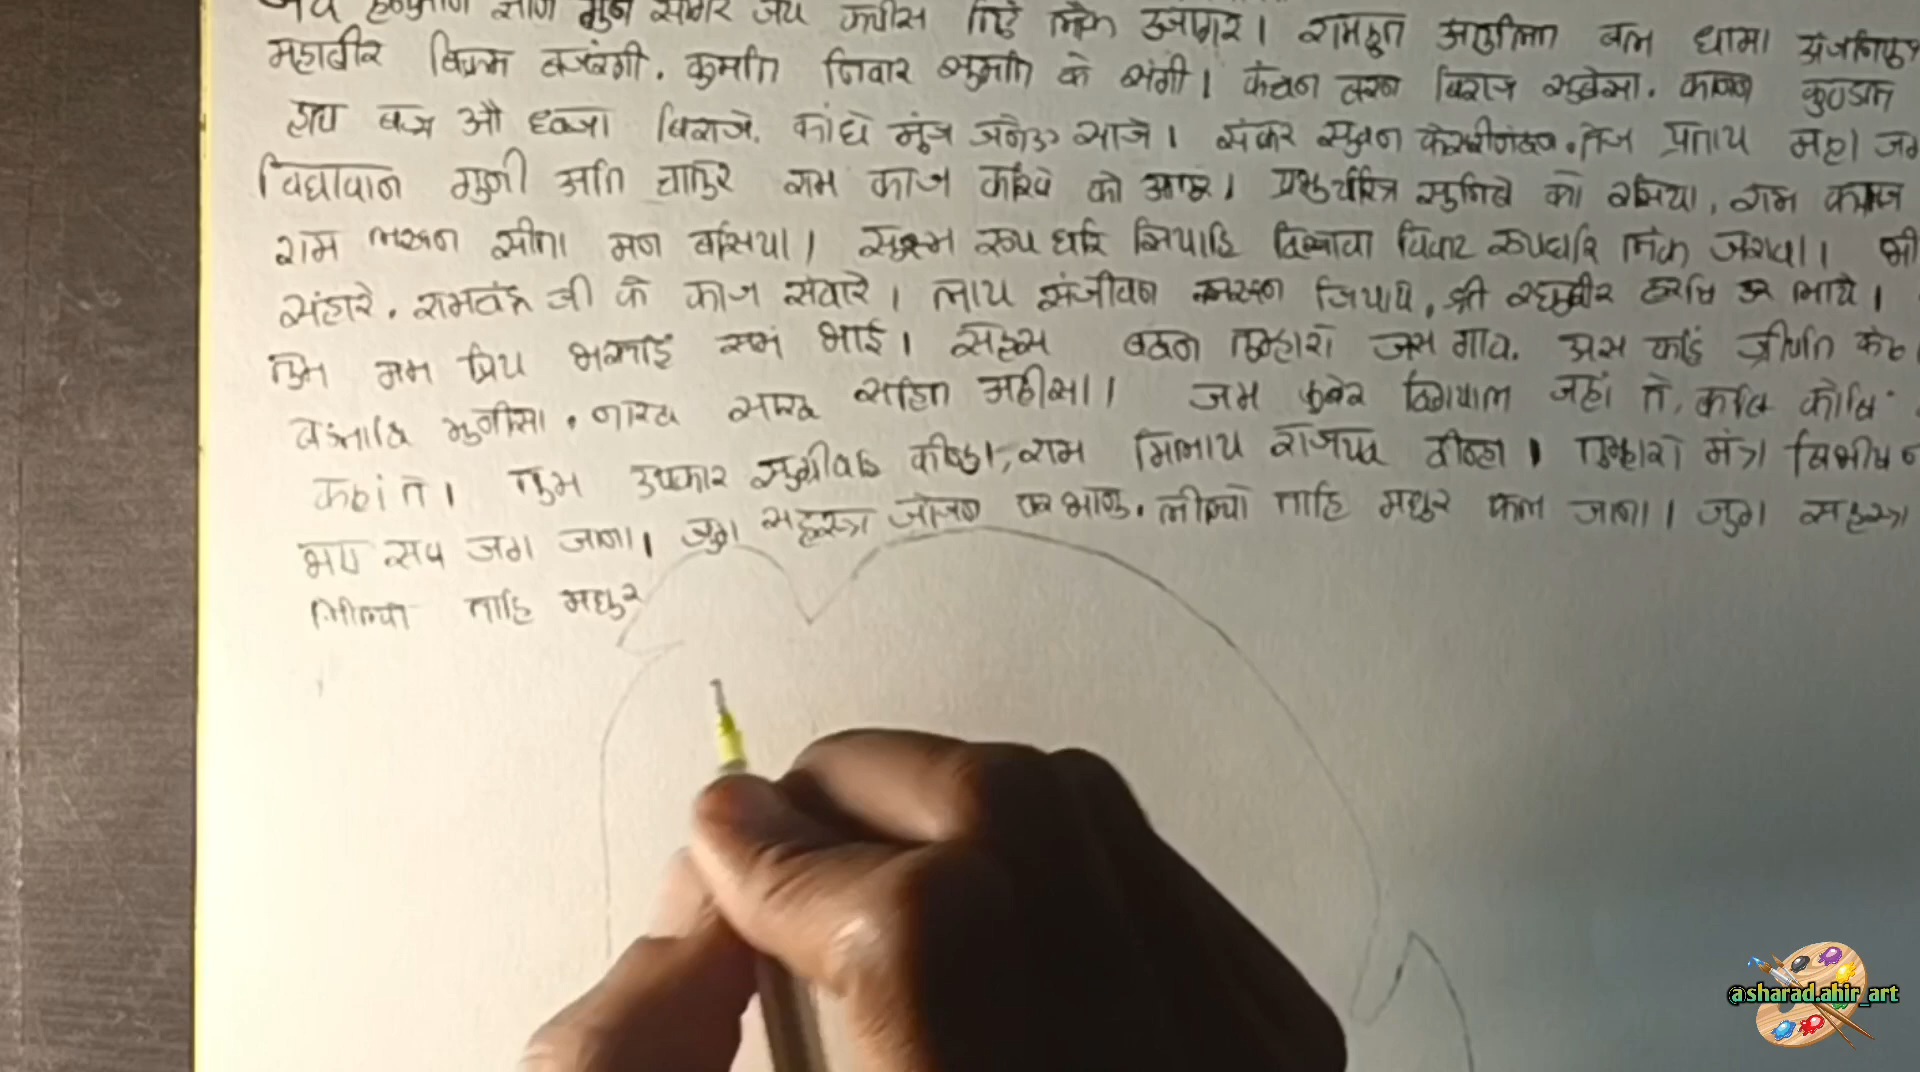 जय हनुमान ज्ञान गुन सागर जय कपीस तिहुं लोक उजागर। रामदूत अतुलित बल धामा अंजनिपुत्र
महाबीर बिक्रम बजरंगी. कुमति निवार सुमति के संगी। कंचन बरन बिराज सुबेसा. कानन कुण्डल
हाथ बज्र औ ध्वजा बिराजे. कांधे मूंज जनेऊ साजे। संकर सुवन केसरीनंदन. तेज प्रताप महा जग
विद्यावान गुनी अति चातुर राम काज करिबे को आतुर। प्रभु चरित्र सुनिबे को रसिया, राम
राम लखन सीता मन बसिया। सूक्ष्म रूप धरि सियाहि दिखावा विकट रूप धरि लंक जरावा। भी
संहारे. रामचंद्र जी के काज संवारे। लाय संजीवन लखन जियाये, श्री रघुबीर हरषि उर लाये।
तुम मम प्रिय भरतहि सम भाई। सहस बदन तुम्हारो जस गावे. अस कहि श्रीपति कंठ
ब्रह्मादि मुनीसा. नारद सारद सहित अहीसा। जम कुबेर दिगपाल जहां ते, कबि कोबि
कहां ते। तुम उपकार सुग्रीवहि कीन्हा, राम मिलाय राजपद दीन्हा। तुम्हारो मंत्र बिभीषन
भए सब जग जाना। जुग सहस्त्र जोजन पर भानु. लील्यो ताहि मधुर फल जाना। जुग सहस्त्र
लील्यो ताहि मधुर
@sharad.ahir_art